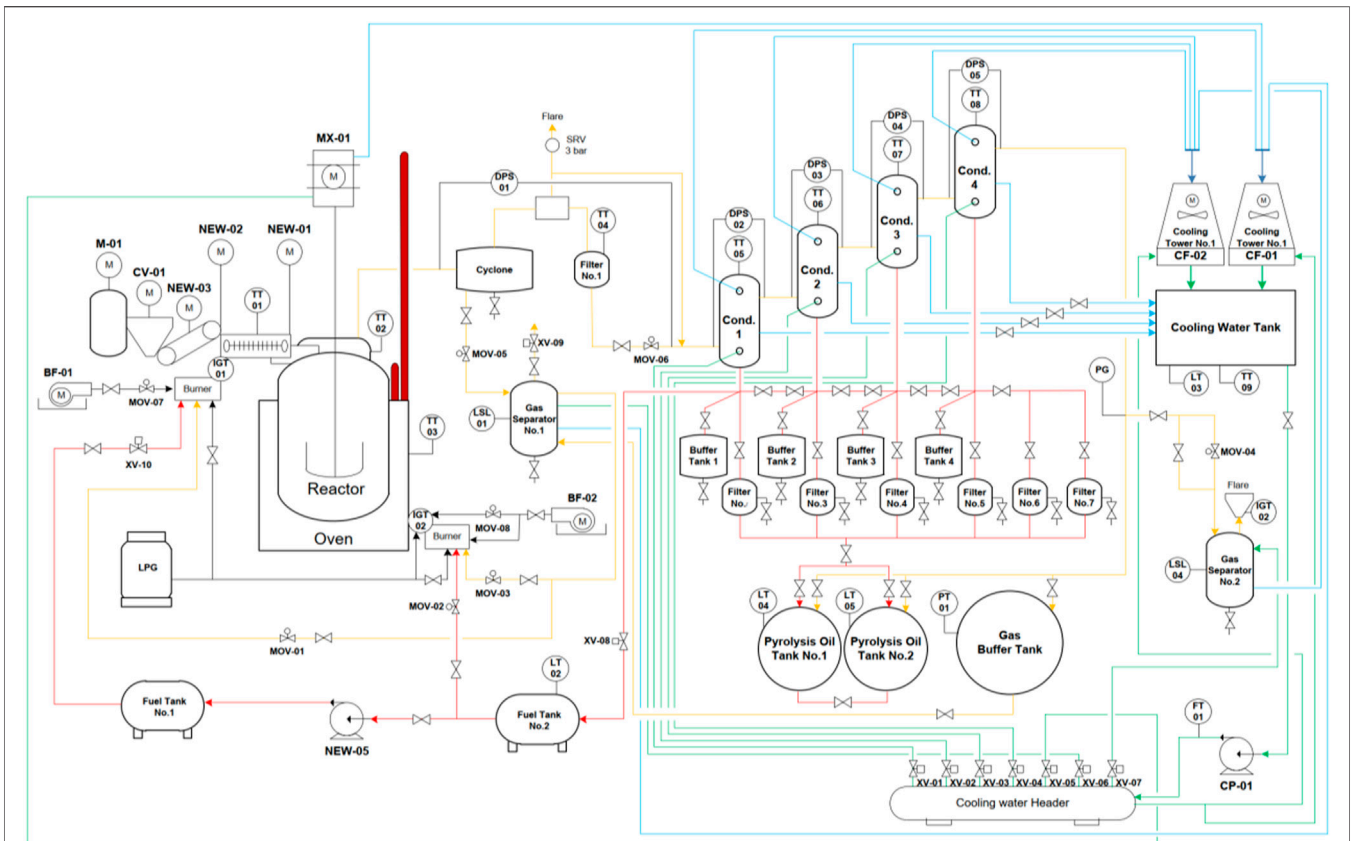 Flare
SRV
3 bar
MX-01
M
DPS
01
DPS
02
DPS
03
DPS
04
DPS
05
TT
08
TT
07
TT
06
TT
05
TT
04
Cond.
4
Cond.
3
Cond.
2
Cond.
1
M
Cooling
Tower No.1
CF-02
M
Cooling
Tower No.1
CF-01
Cooling Water Tank
LT
03
TT
09
M-01
M
CV-01
M
NEW-03
M
NEW-02
M
NEW-01
M
TT
01
TT
02
TT
03
IGT
01
Burner
BF-01
M
MOV-07
XV-10
Cyclone
Filter
No.1
MOV-05
XV-09
MOV-06
Gas
Separator
No.1
LSL
01
Reactor
Oven
LPG
IGT
02
Burner
BF-02
M
MOV-08
MOV-03
MOV-02
MOV-01
XV-08
LT
02
Fuel Tank
No.1
Fuel Tank
No.2
NEW-05
Buffer
Tank 1
Buffer
Tank 2
Buffer
Tank 3
Buffer
Tank 4
Filter
Filter
No.3
Filter
No.4
Filter
No.5
Filter
No.6
Filter
No.7
PG
MOV-04
Flare
IGT
02
LSL
04
Gas
Separator
No.2
LT
04
LT
05
PT
01
Pyrolysis Oil
Tank No.1
Pyrolysis Oil
Tank No.2
Gas
Buffer Tank
FT
01
CP-01
XV-01
XV-02
XV-03
XV-04
XV-05
XV-06
XV-07
Cooling water Header